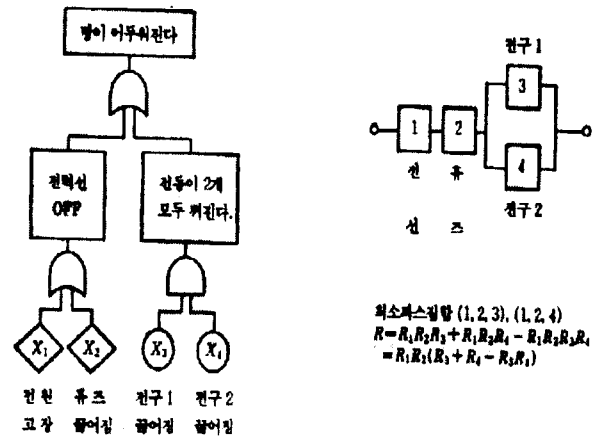 방이 어두워진다
전력선
OFF
전등이 2개
모두 꺼진다.
X₁
X₂
X₃
X₄
전원
고장
퓨즈
끊어짐
전구 1
끊어짐
전구 2
끊어짐
전구 1
3
1
2
4
전
선
퓨
즈
전구 2
최소파스집합 (1, 2, 3), (1, 2, 4)
R=R₁R₂R₃+R₁R₂R₄−R₁R₂R₃R₄
=R₁R₂(R₃+R₄−R₃R₄)